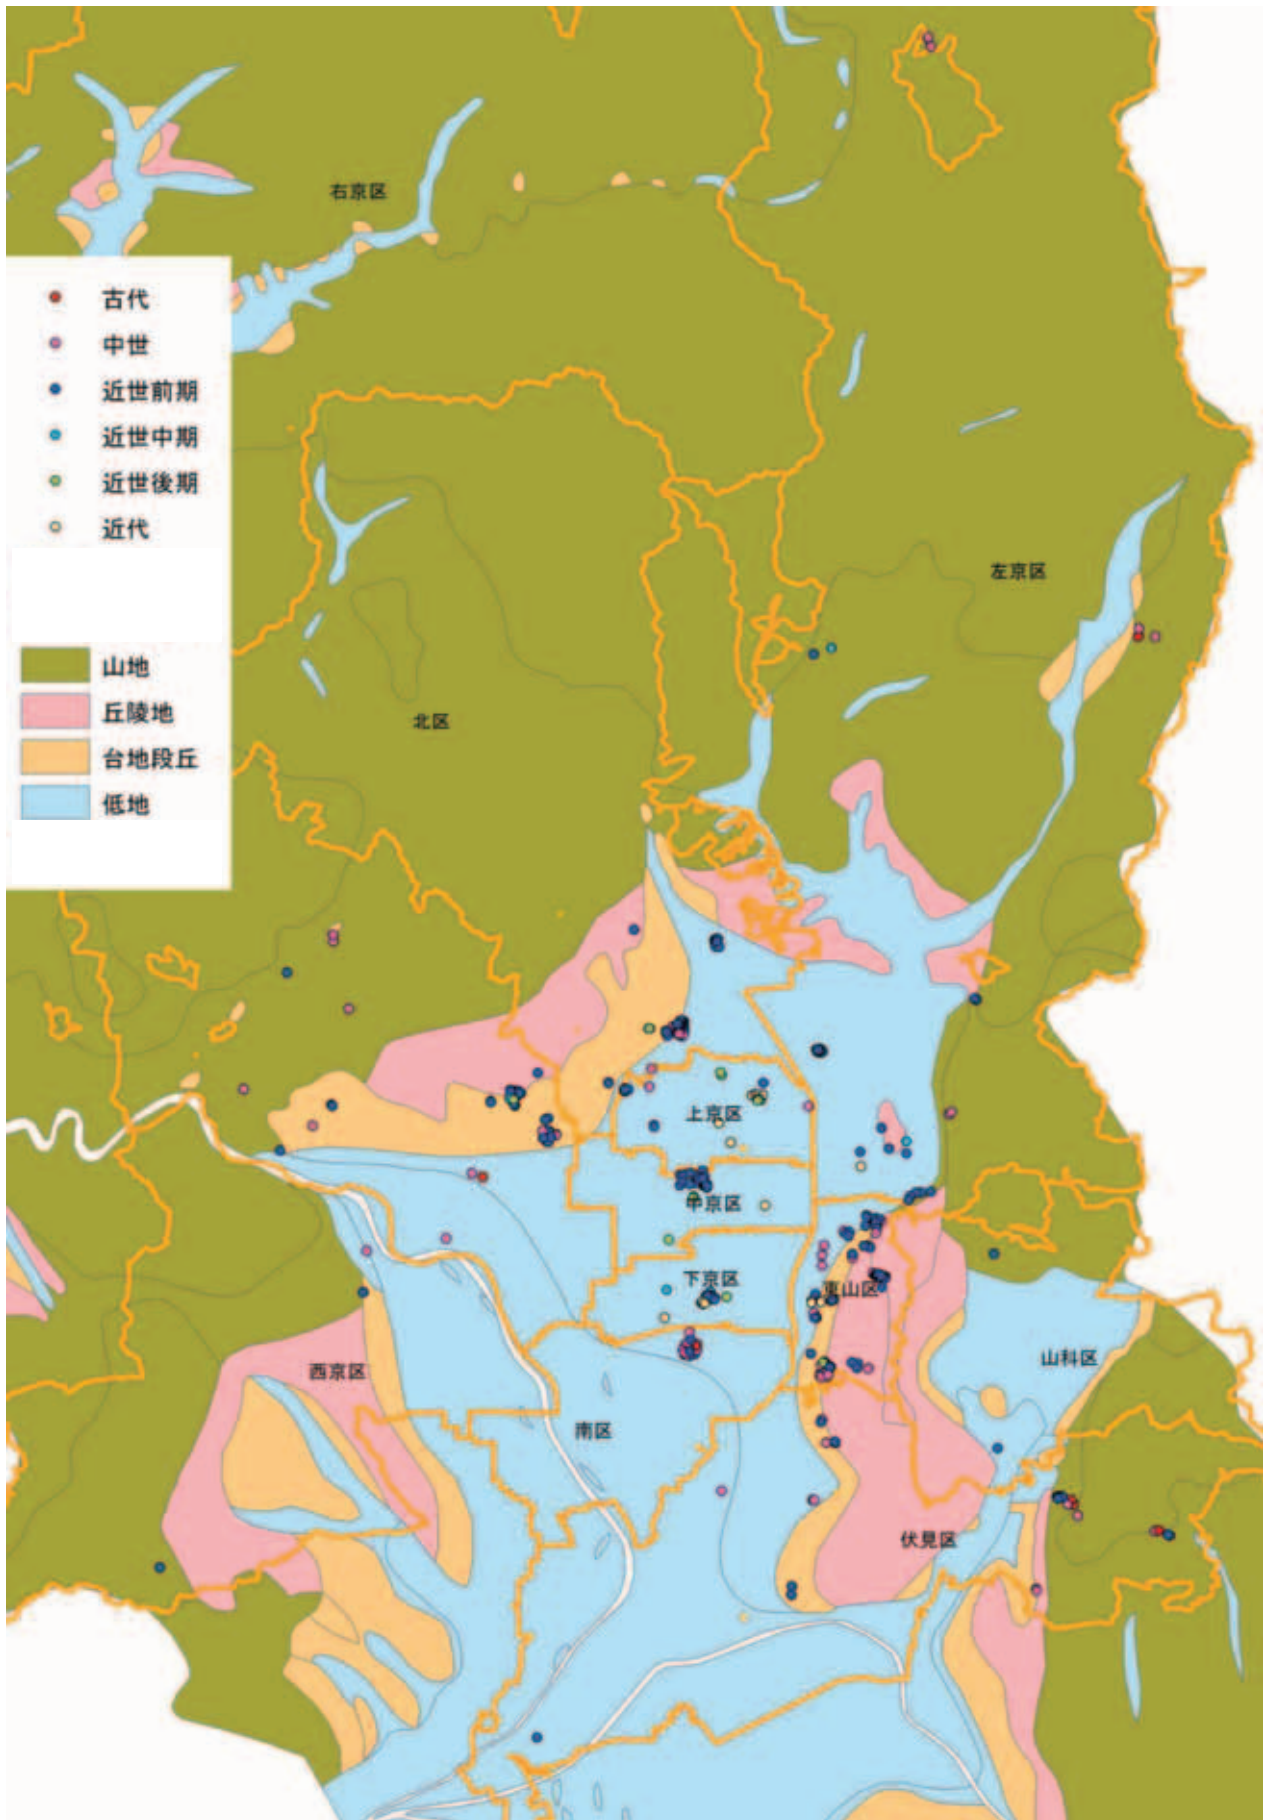 右京区
古代
中世
近世前期
近世中期
近世後期
近代
左京区
山地
丘陵地
北区
台地段丘
低地
上京区
中京区
下京区
東山区
山科区
西京区
南区
伏見区